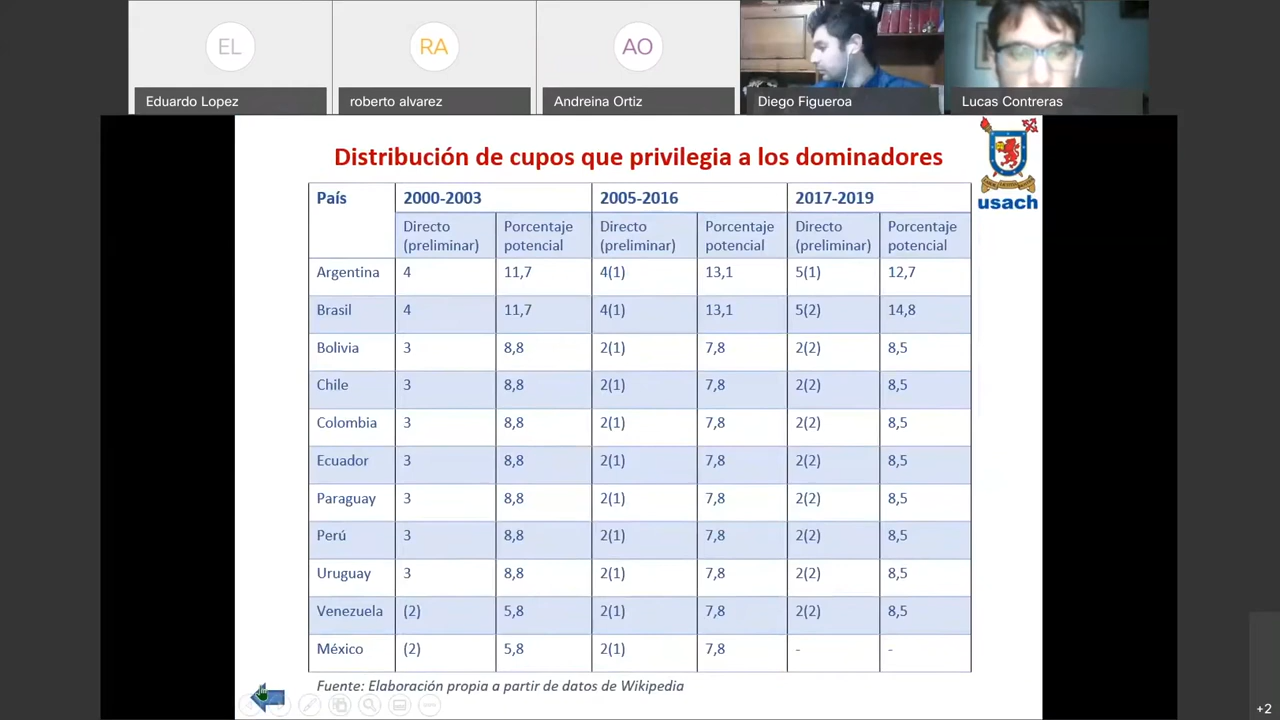 EL
RA
AO
Eduardo Lopez
roberto alvarez
Andreina Ortiz
Diego Figueroa
Lucas Contreras
Distribución de cupos que privilegia a los dominadores
usach
País 2000-2003 2005-2016 2017-2019
Directo (preliminar) Porcentaje potencial Directo (preliminar) Porcentaje potencial Directo (preliminar) Porcentaje potencial
Argentina 4 11,7 4(1) 13,1 5(1) 12,7
Brasil 4 11,7 4(1) 13,1 5(2) 14,8
Bolivia 3 8,8 2(1) 7,8 2(2) 8,5
Chile 3 8,8 2(1) 7,8 2(2) 8,5
Colombia 3 8,8 2(1) 7,8 2(2) 8,5
Ecuador 3 8,8 2(1) 7,8 2(2) 8,5
Paraguay 3 8,8 2(1) 7,8 2(2) 8,5
Perú 3 8,8 2(1) 7,8 2(2) 8,5
Uruguay 3 8,8 2(1) 7,8 2(2) 8,5
Venezuela (2) 5,8 2(1) 7,8 2(2) 8,5
México (2) 5,8 2(1) 7,8 - -
Fuente: Elaboración propia a partir de datos de Wikipedia
+2